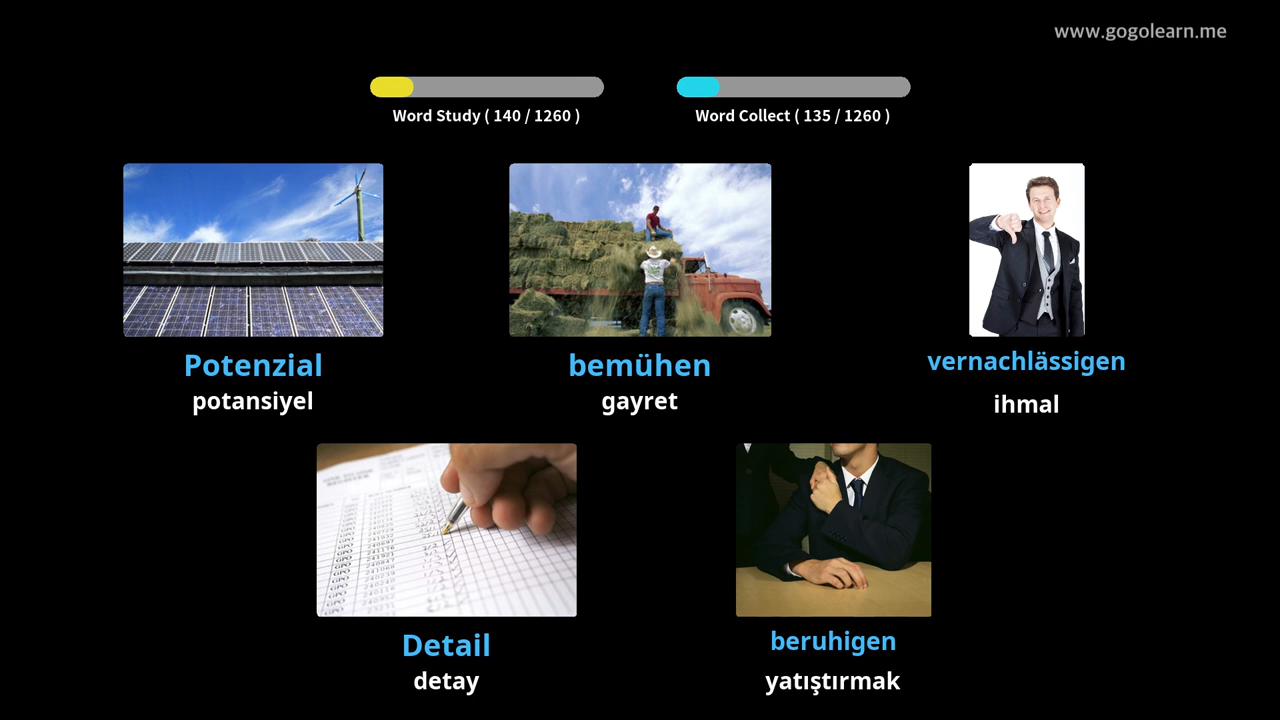 www.gogolearn.me
Word Study ( 140 / 1260 )
Word Collect ( 135 / 1260 )
Potenzial
potansiyel
bemühen
gayret
vernachlässigen
ihmal
Detail
detay
beruhigen
yatıştırmak